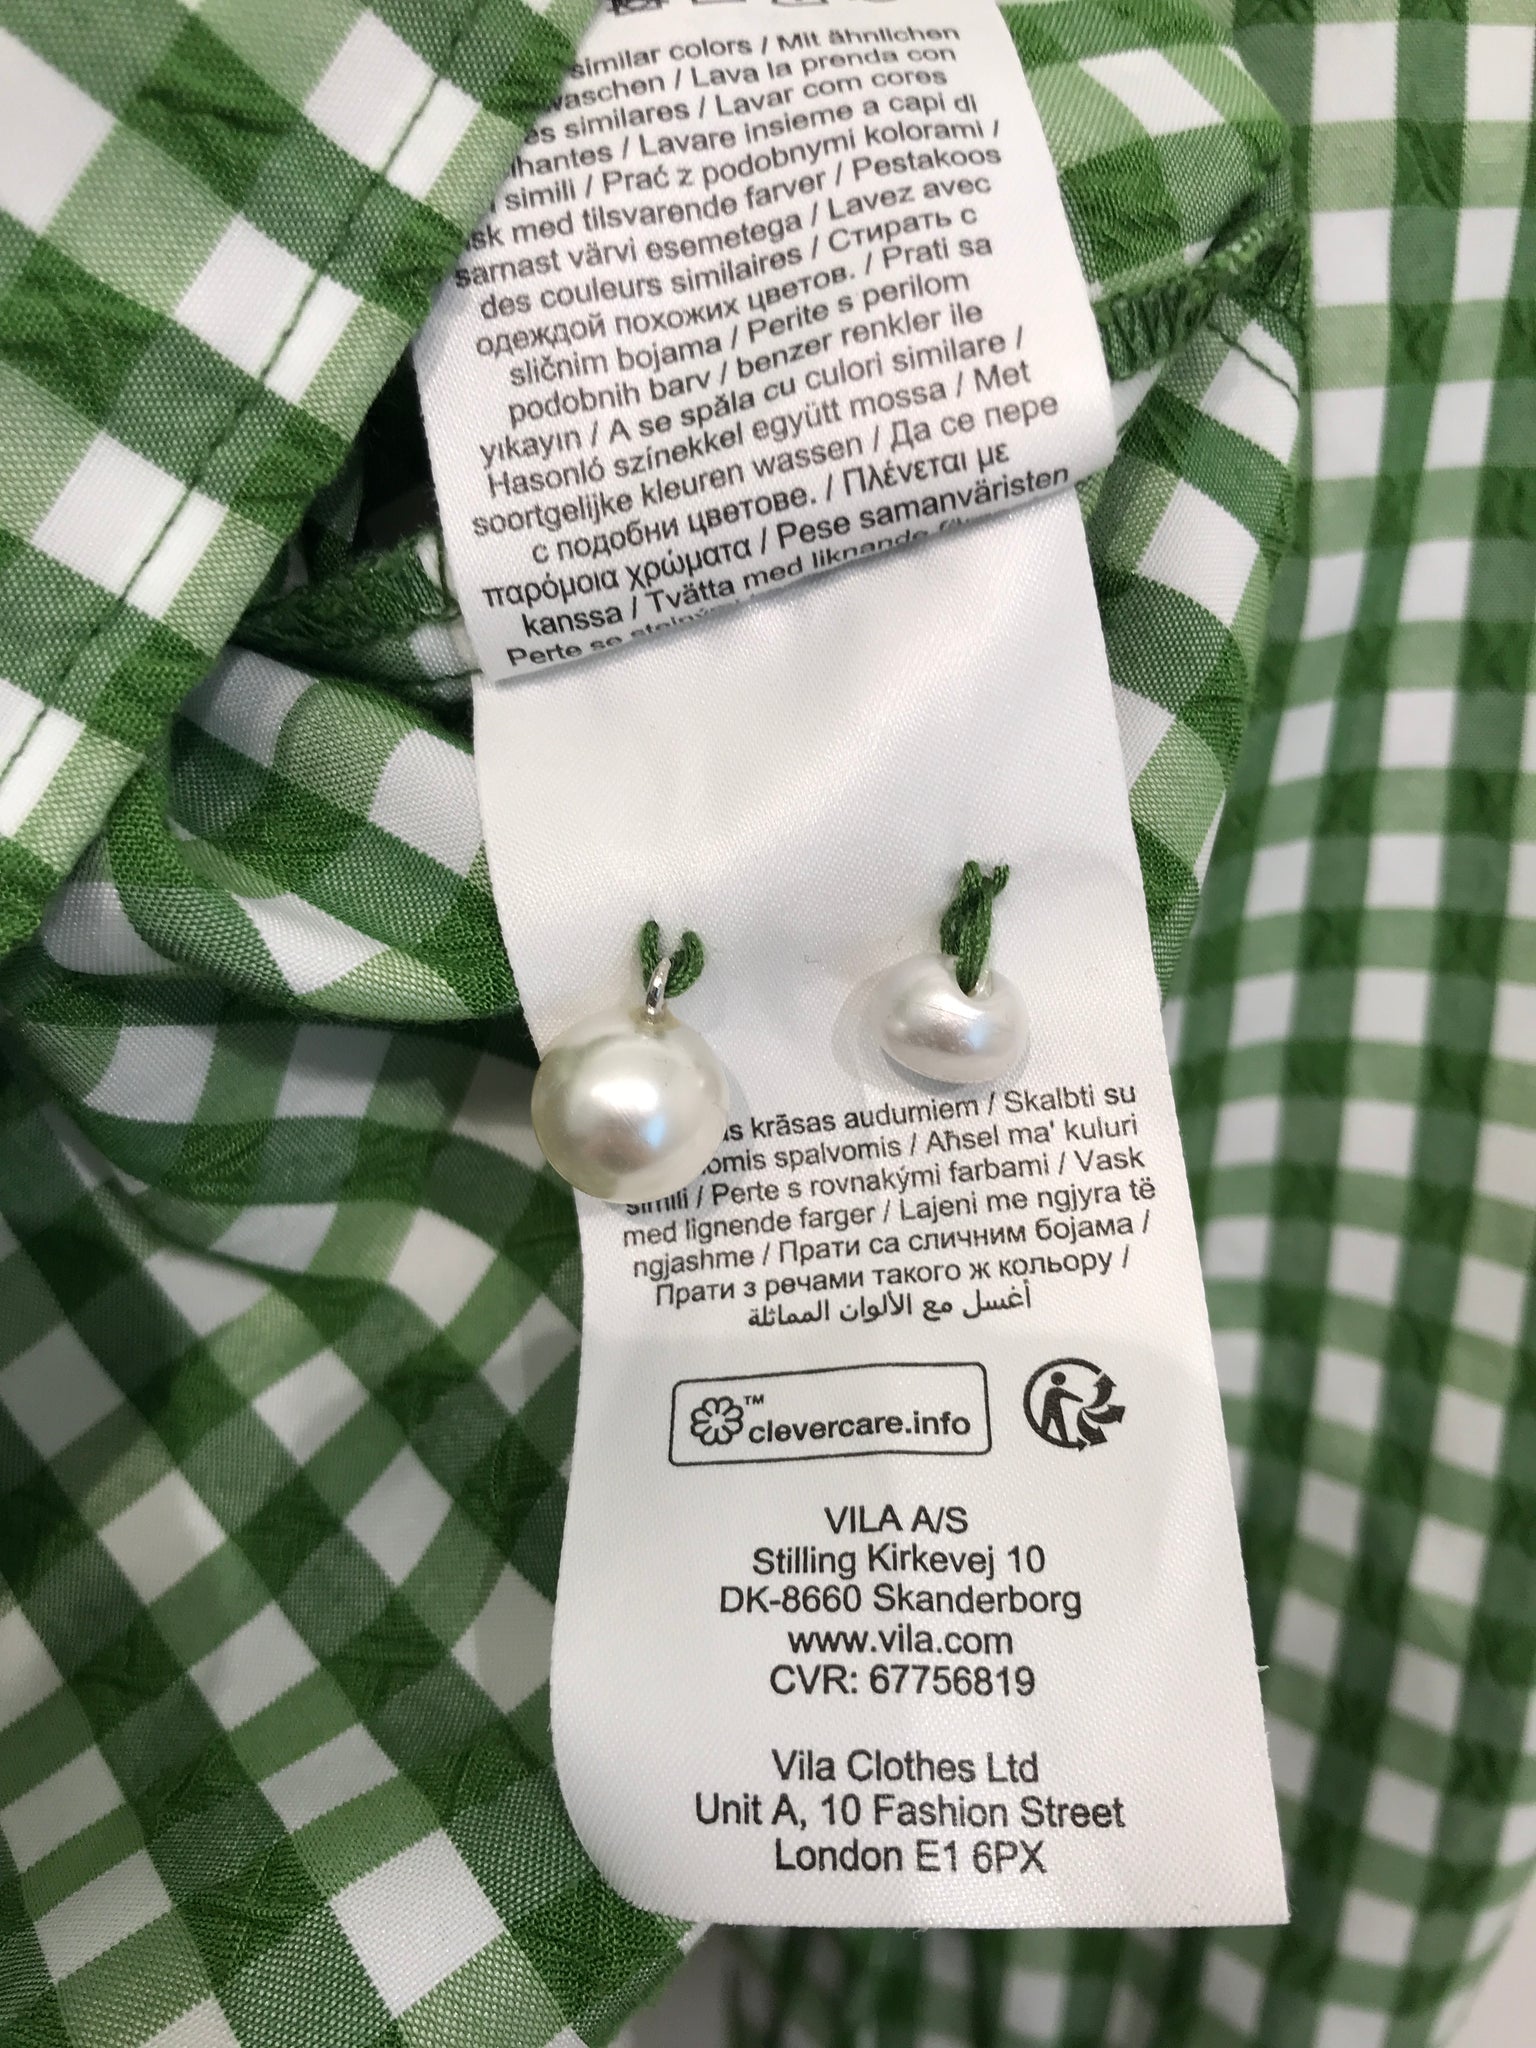 similar colors / Mit ähnlichen
waschen / Lava la prenda con
similares / Lavar com cores
/ Lavare insieme a capi di
simili / Prać z podobnymi kolorami /
med tilsvarende farver / Pestakoos
sarnast värvi esemetega / Lavez avec
des couleurs similaires / Стирать с
одеждой похожих цветов. / Prati sa
sličnim bojama / Perite s perilom
podobnih barv / benzer renkler ile
yıkayın / A se spăla cu culori similare /
Hasonló színekkel együtt mossa / Met
soortgelijke kleuren wassen / Да се пере
с подобни цветове. / Πλένεται με
παρόμοια χρώματα / Pese samanväristen
kanssa / Tvätta med liknande
Perte se
krāsas audumiem / Skalbti su
spalvomis / Aħsel ma' kuluri
simili / Perte s rovnakými farbami / Vask
med lignende farger / Lajeni me ngjyra të
ngjashme / Прати са сличним бојама /
Прати з речами такого ж кольору /
أغسل مع الألوان المماثلة
™ clevercare.info
VILA A/S
Stilling Kirkevej 10
DK-8660 Skanderborg
www.vila.com
CVR: 67756819
Vila Clothes Ltd
Unit A, 10 Fashion Street
London E1 6PX